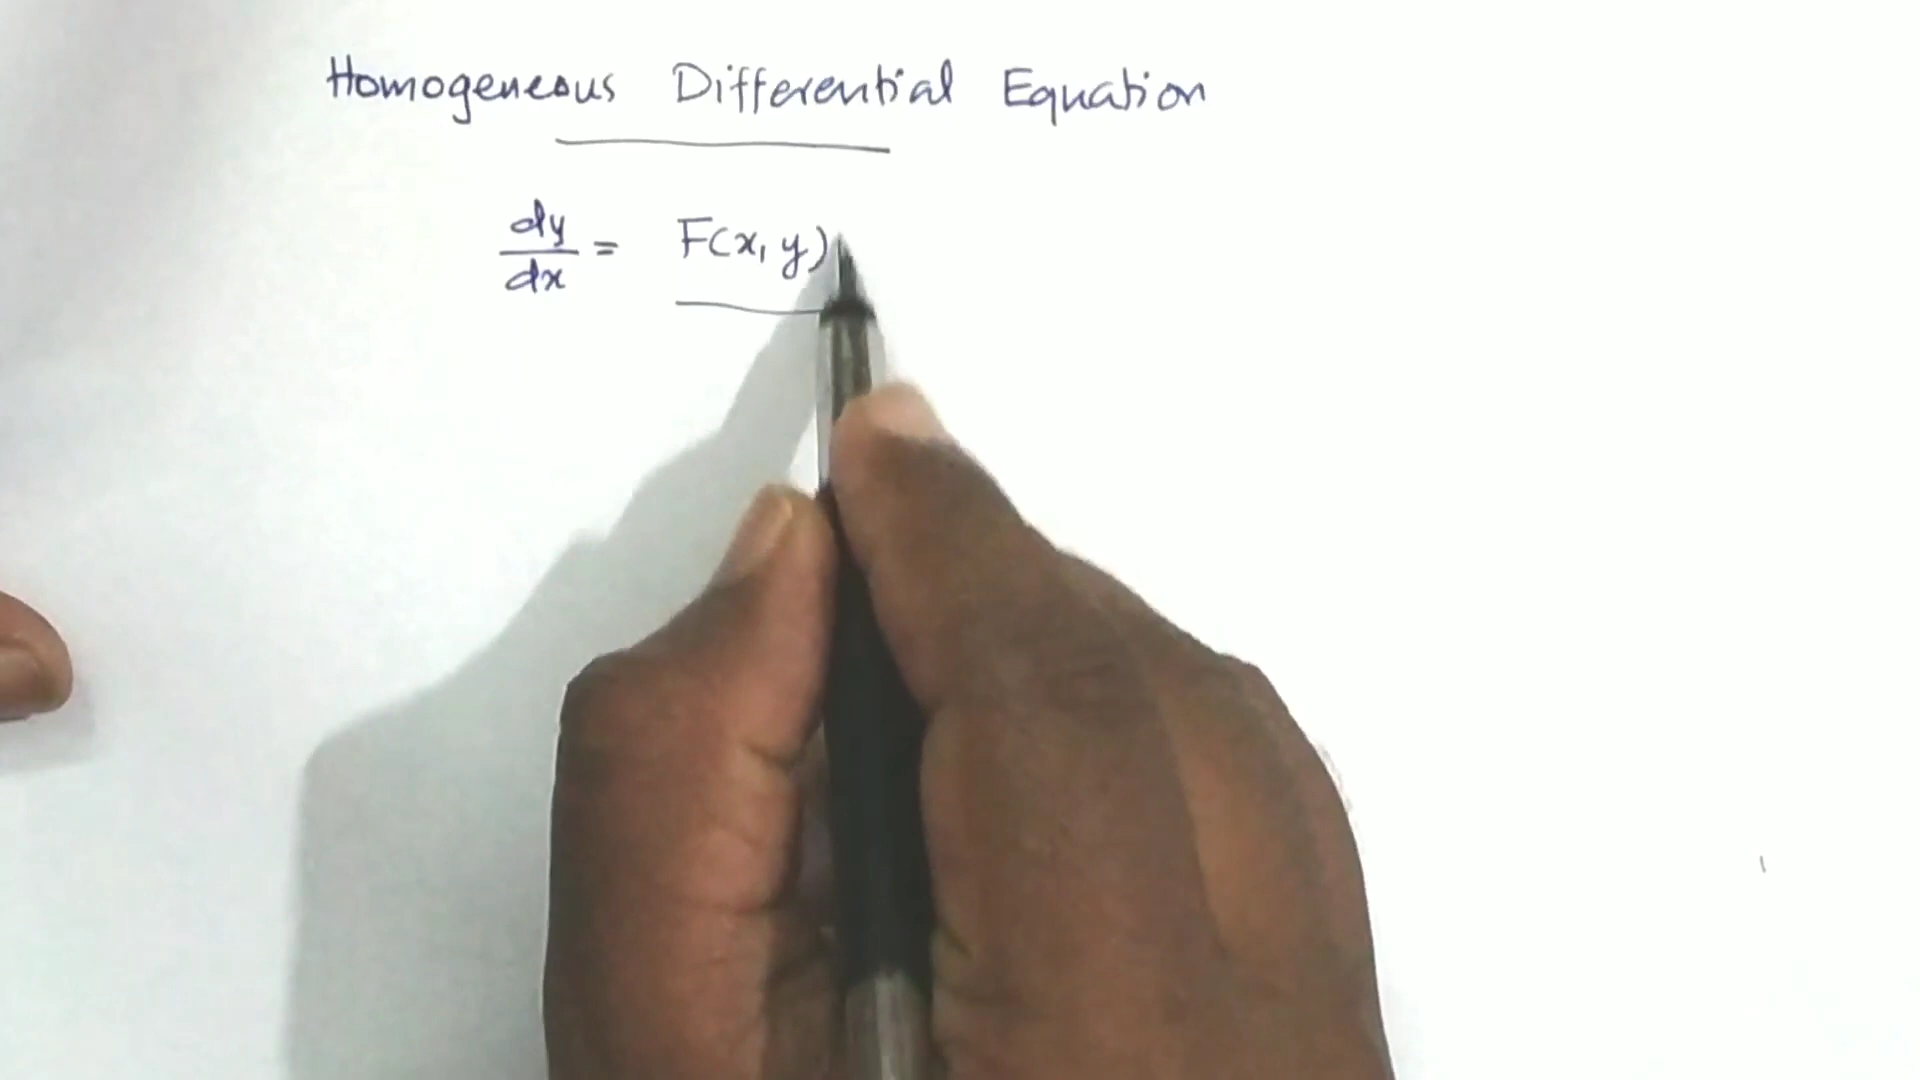 Homogeneous Differential Equation
dy/dx = F(x, y)